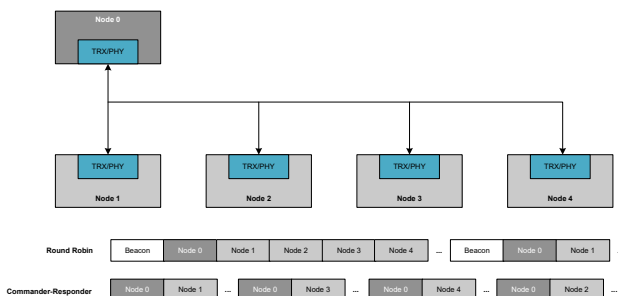 Node 0
TRX/PHY
TRX/PHY TRX/PHY TRX/PHY TRX/PHY
Node 1 Node 2 Node 3 Node 4
Round Robin Beacon Node 0 Node 1 Node 2 Node 3 Node 4 ... Beacon Node 0 Node 1 .
Commander-Responder Node 0 Node 1 ... Node 0 Node 3 ... Node 0 Node 4 ... Node 0 Node 2 ...